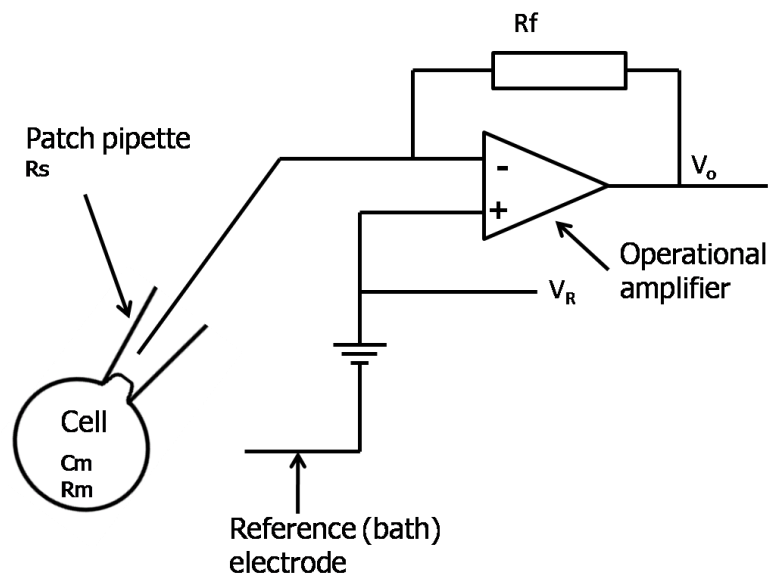 Rf
Patch pipette
Rs
Vo
-
+
Operational
amplifier
VR
Cell
Cm
Rm
Reference (bath)
electrode